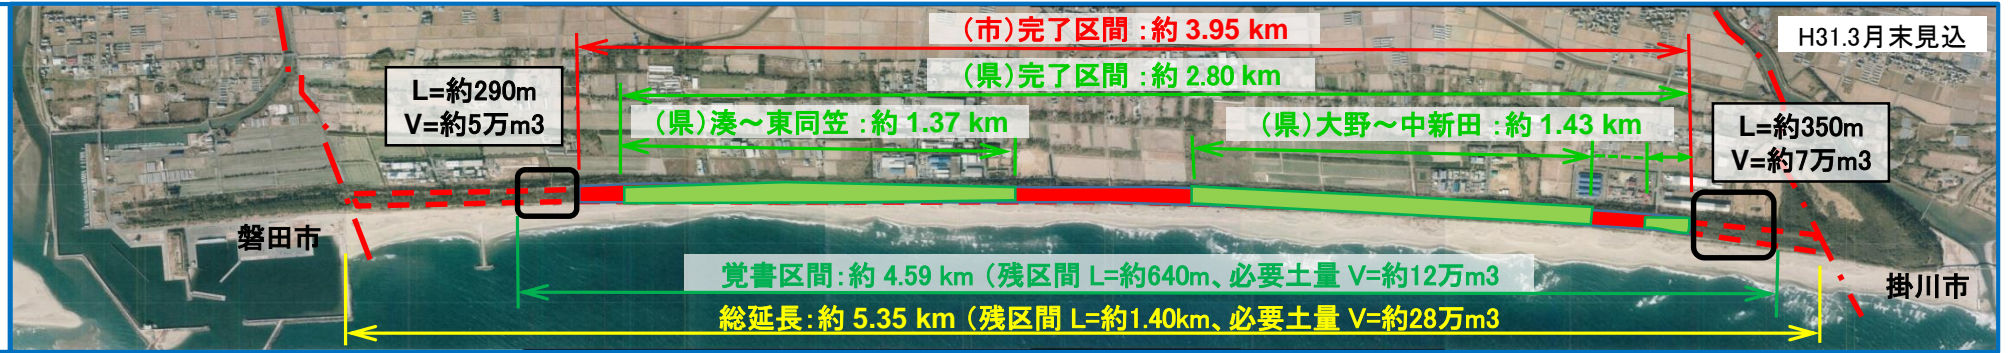 （市）完了区間：約 3.95 km
H31.3月末見込
（県）完了区間：約 2.80 km
L=約290m
V=約5万m3
（県）湊～東同笠：約 1.37 km
（県）大野～中新田：約 1.43 km
L=約350m
V=約7万m3
磐田市
覚書区間：約 4.59 km （残区間 L=約640m、必要土量 V=約12万m3
掛川市
総延長：約 5.35 km （残区間 L=約1.40km、必要土量 V=約28万m3